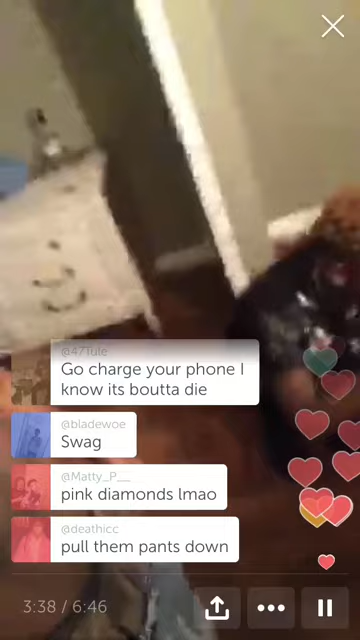 @47Tule
Go charge your phone I
know its boutta die
@bladewoe
Swag
@Matty_P__
pink diamonds lmao
@deathicc
pull them pants down
3:38 / 6:46